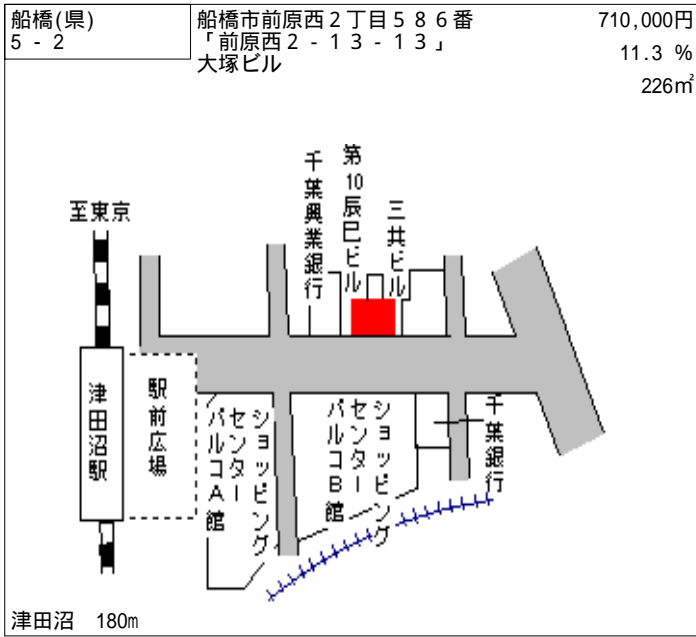 船橋(県)
5 - 2
船橋市前原西２丁目５８６番
「前原西２-１３-１３」
大塚ビル
710,000円
11.3 %
226㎡
至東京
千葉興業銀行
第10辰巳ビル
三井ビル
津田沼駅
駅前広場
ショッピング
センター
パルコＡ館
ショッピング
センター
パルコＢ館
千葉銀行
津田沼 180m